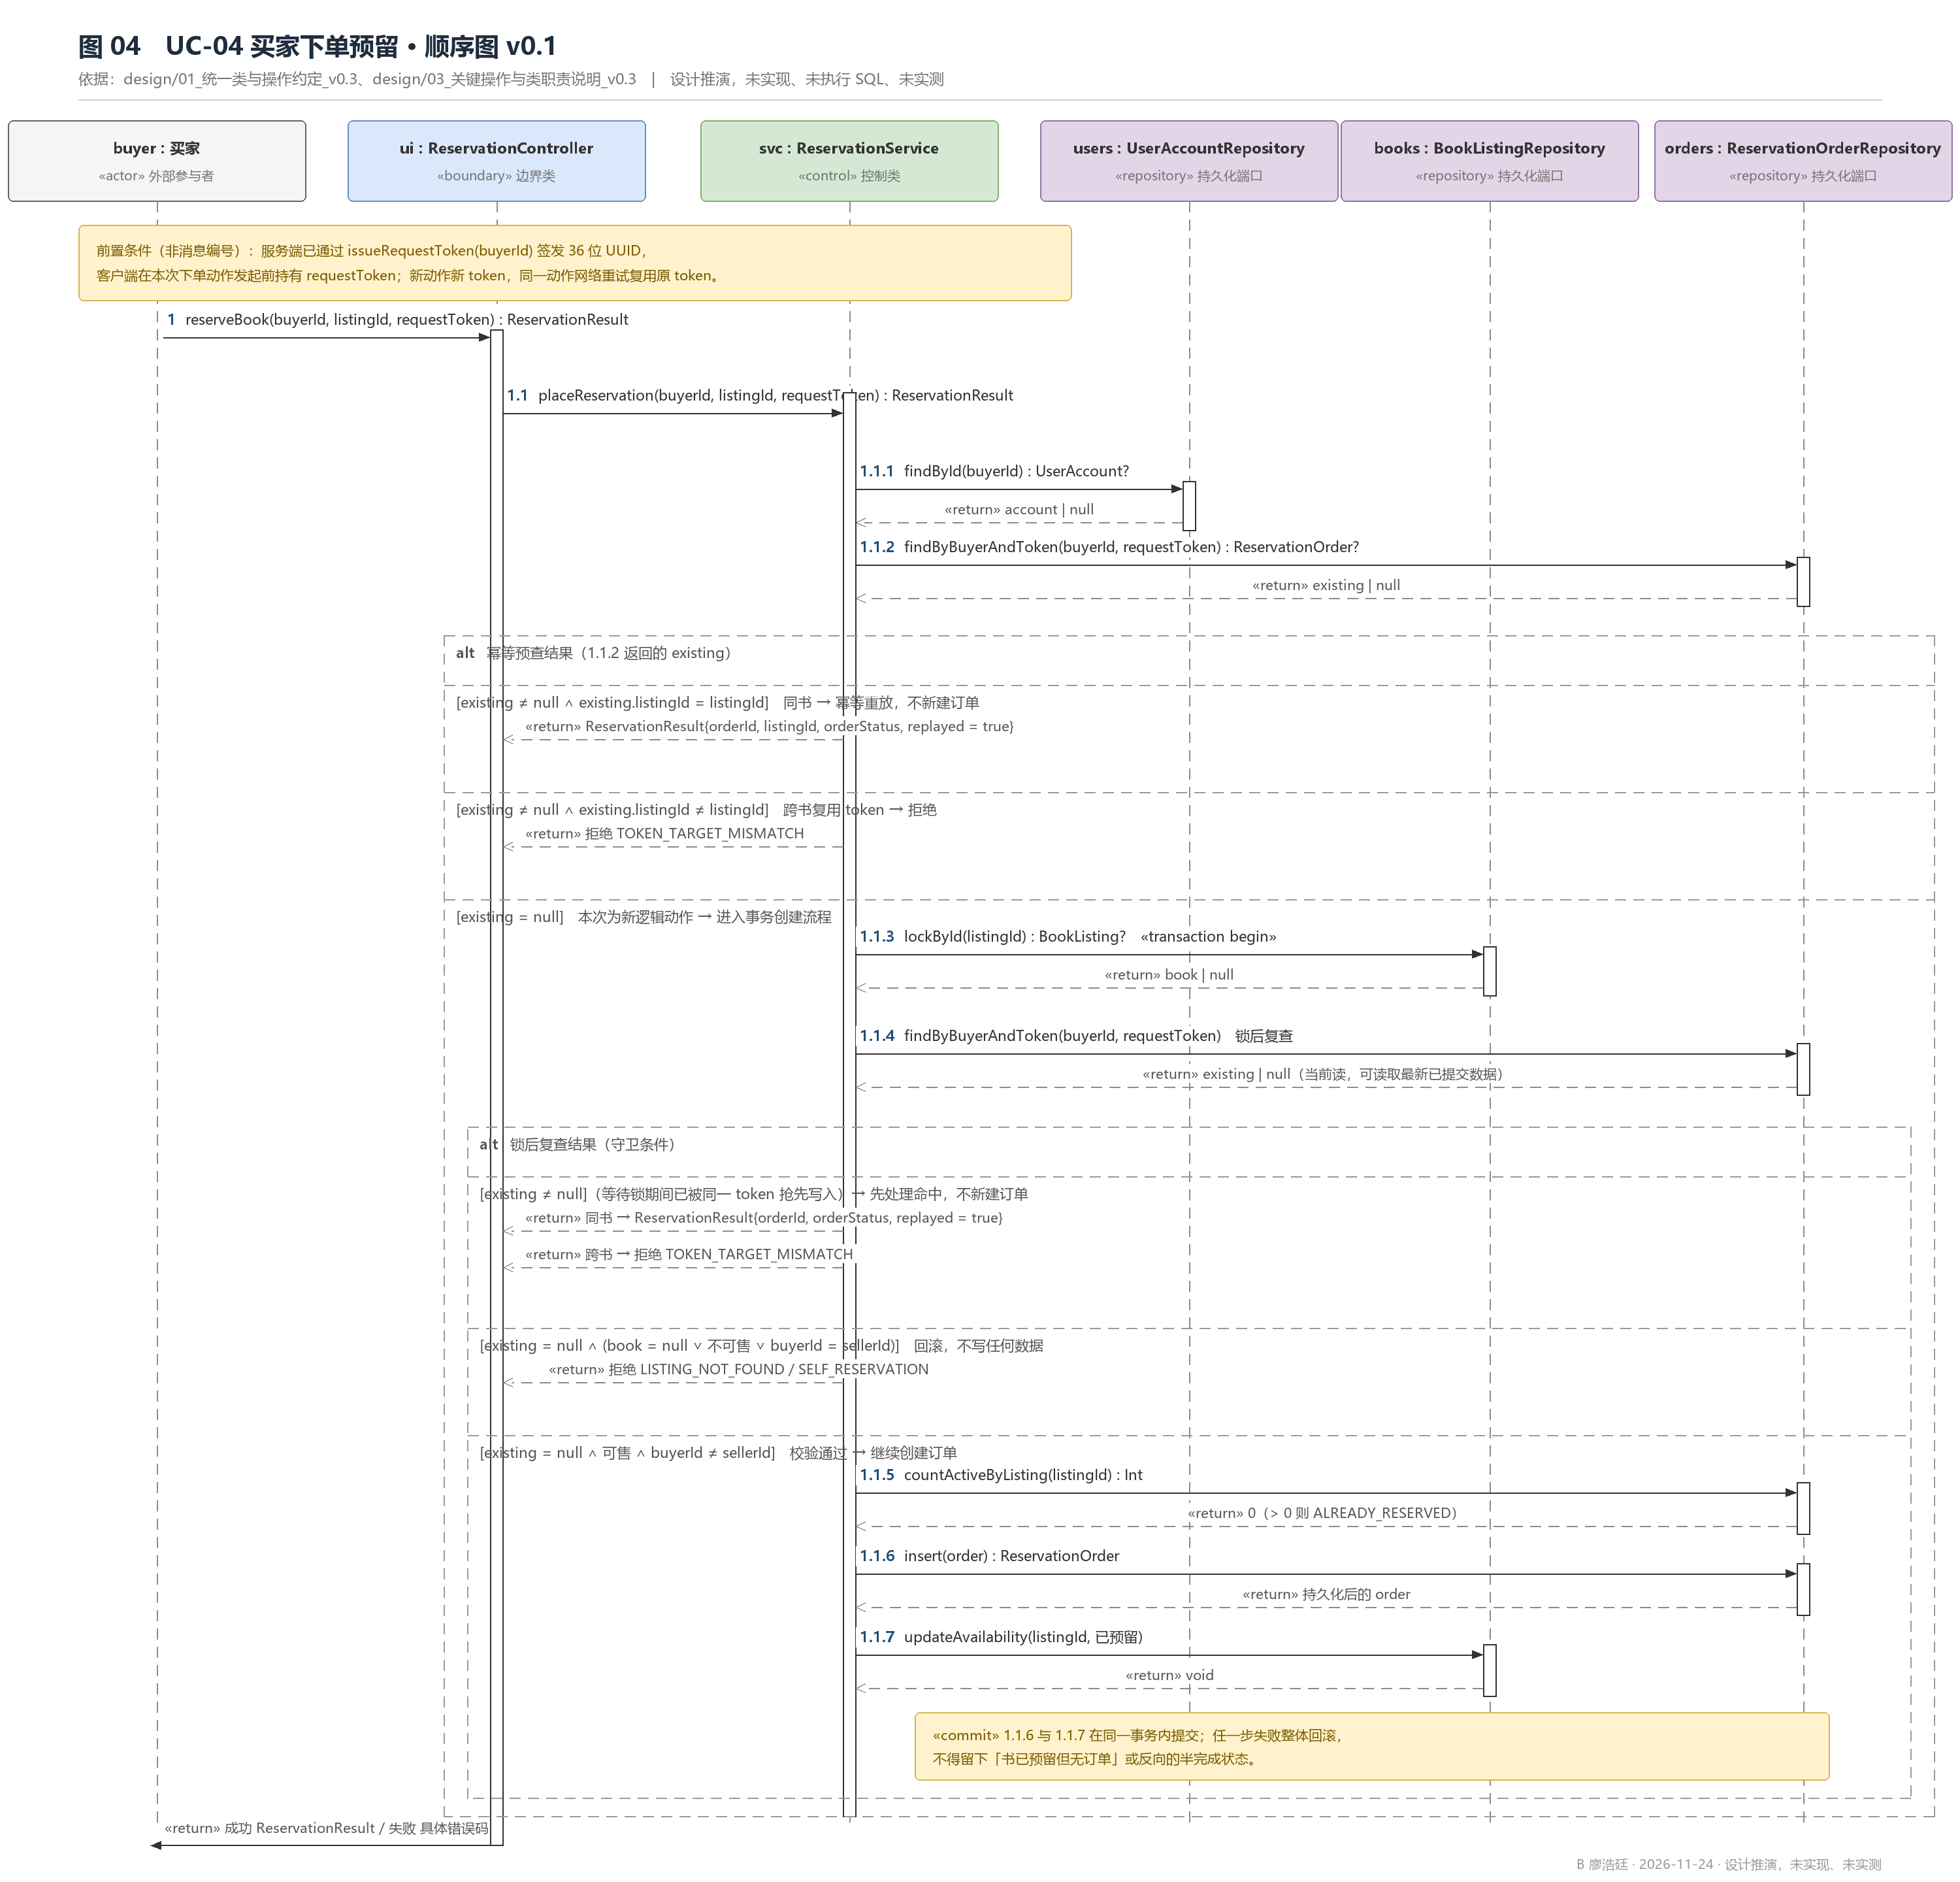 图 04　UC-04 买家下单预留 • 顺序图 v0.1
依据：design/01_统一类与操作约定_v0.3、design/03_关键操作与类职责说明_v0.3 | 设计推演，未实现、未执行 SQL、未实测
buyer : 买家
«actor» 外部参与者
ui : ReservationController
«boundary» 边界类
svc : ReservationService
«control» 控制类
users : UserAccountRepository
«repository» 持久化端口
books : BookListingRepository
«repository» 持久化端口
orders : ReservationOrderRepository
«repository» 持久化端口
前置条件（非消息编号）：服务端已通过 issueRequestToken(buyerId) 签发 36 位 UUID，
客户端在本次下单动作发起前持有 requestToken；新动作新 token，同一动作网络重试复用原 token。
1 reserveBook(buyerId, listingId, requestToken) : ReservationResult
1.1 placeReservation(buyerId, listingId, requestToken) : ReservationResult
1.1.1 findById(buyerId) : UserAccount?
«return» account | null
1.1.2 findByBuyerAndToken(buyerId, requestToken) : ReservationOrder?
«return» existing | null
alt 幂等预查结果（1.1.2 返回的 existing）
[existing ≠ null ∧ existing.listingId = listingId]　同书 → 幂等重放，不新建订单
«return» ReservationResult{orderId, listingId, orderStatus, replayed = true}
[existing ≠ null ∧ existing.listingId ≠ listingId]　跨书复用 token → 拒绝
«return» 拒绝 TOKEN_TARGET_MISMATCH
[existing = null]　本次为新逻辑动作 → 进入事务创建流程
1.1.3 lockById(listingId) : BookListing?　«transaction begin»
«return» book | null
1.1.4 findByBuyerAndToken(buyerId, requestToken)　锁后复查
«return» existing | null（当前读，可读取最新已提交数据）
alt 锁后复查结果（守卫条件）
[existing ≠ null]（等待锁期间已被同一 token 抢先写入）→ 先处理命中，不新建订单
«return» 同书 → ReservationResult{orderId, orderStatus, replayed = true}
«return» 跨书 → 拒绝 TOKEN_TARGET_MISMATCH
[existing = null ∧ (book = null ∨ 不可售 ∨ buyerId = sellerId)]　回滚，不写任何数据
«return» 拒绝 LISTING_NOT_FOUND / SELF_RESERVATION
[existing = null ∧ 可售 ∧ buyerId ≠ sellerId]　校验通过 → 继续创建订单
1.1.5 countActiveByListing(listingId) : Int
«return» 0（> 0 则 ALREADY_RESERVED）
1.1.6 insert(order) : ReservationOrder
«return» 持久化后的 order
1.1.7 updateAvailability(listingId, 已预留)
«return» void
«commit» 1.1.6 与 1.1.7 在同一事务内提交；任一步失败整体回滚，
不得留下「书已预留但无订单」或反向的半完成状态。
«return» 成功 ReservationResult / 失败 具体错误码
B 廖浩廷 · 2026-11-24 · 设计推演，未实现、未实测